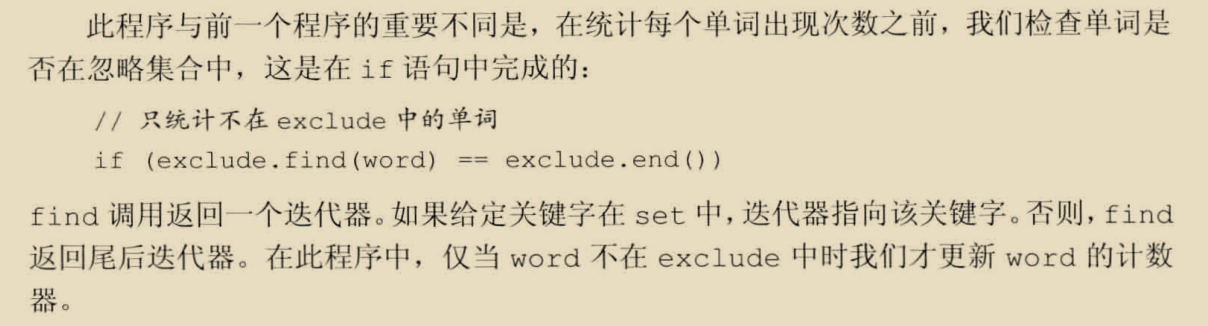 此程序与前一个程序的重要不同是，在统计每个单词出现次数之前，我们检查单词是
否在忽略集合中，这是在 if 语句中完成的：
// 只统计不在 exclude 中的单词
if (exclude.find(word) == exclude.end())
find 调用返回一个迭代器。如果给定关键字在 set 中，迭代器指向该关键字。否则，find
返回尾后迭代器。在此程序中，仅当 word 不在 exclude 中时我们才更新 word 的计数
器。